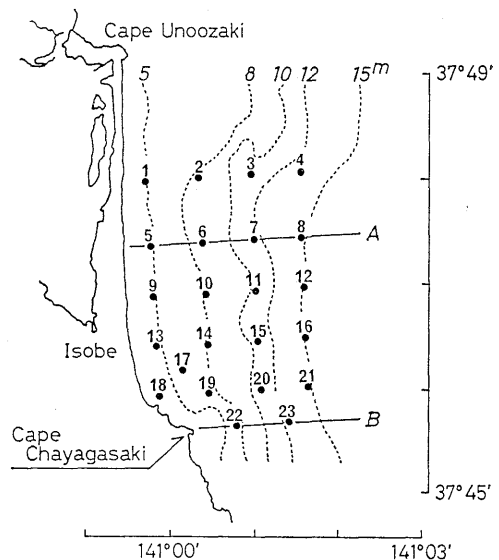 Cape Unoozaki
5 8 10 12 15m
37°49'
1 2 3 4
5 6 7 8 A
9 10 11 12
13 14 15 16
Isobe
17
18 19 20 21
22 23 B
Cape
Chayagasaki
37°45'
141°00' 141°03'